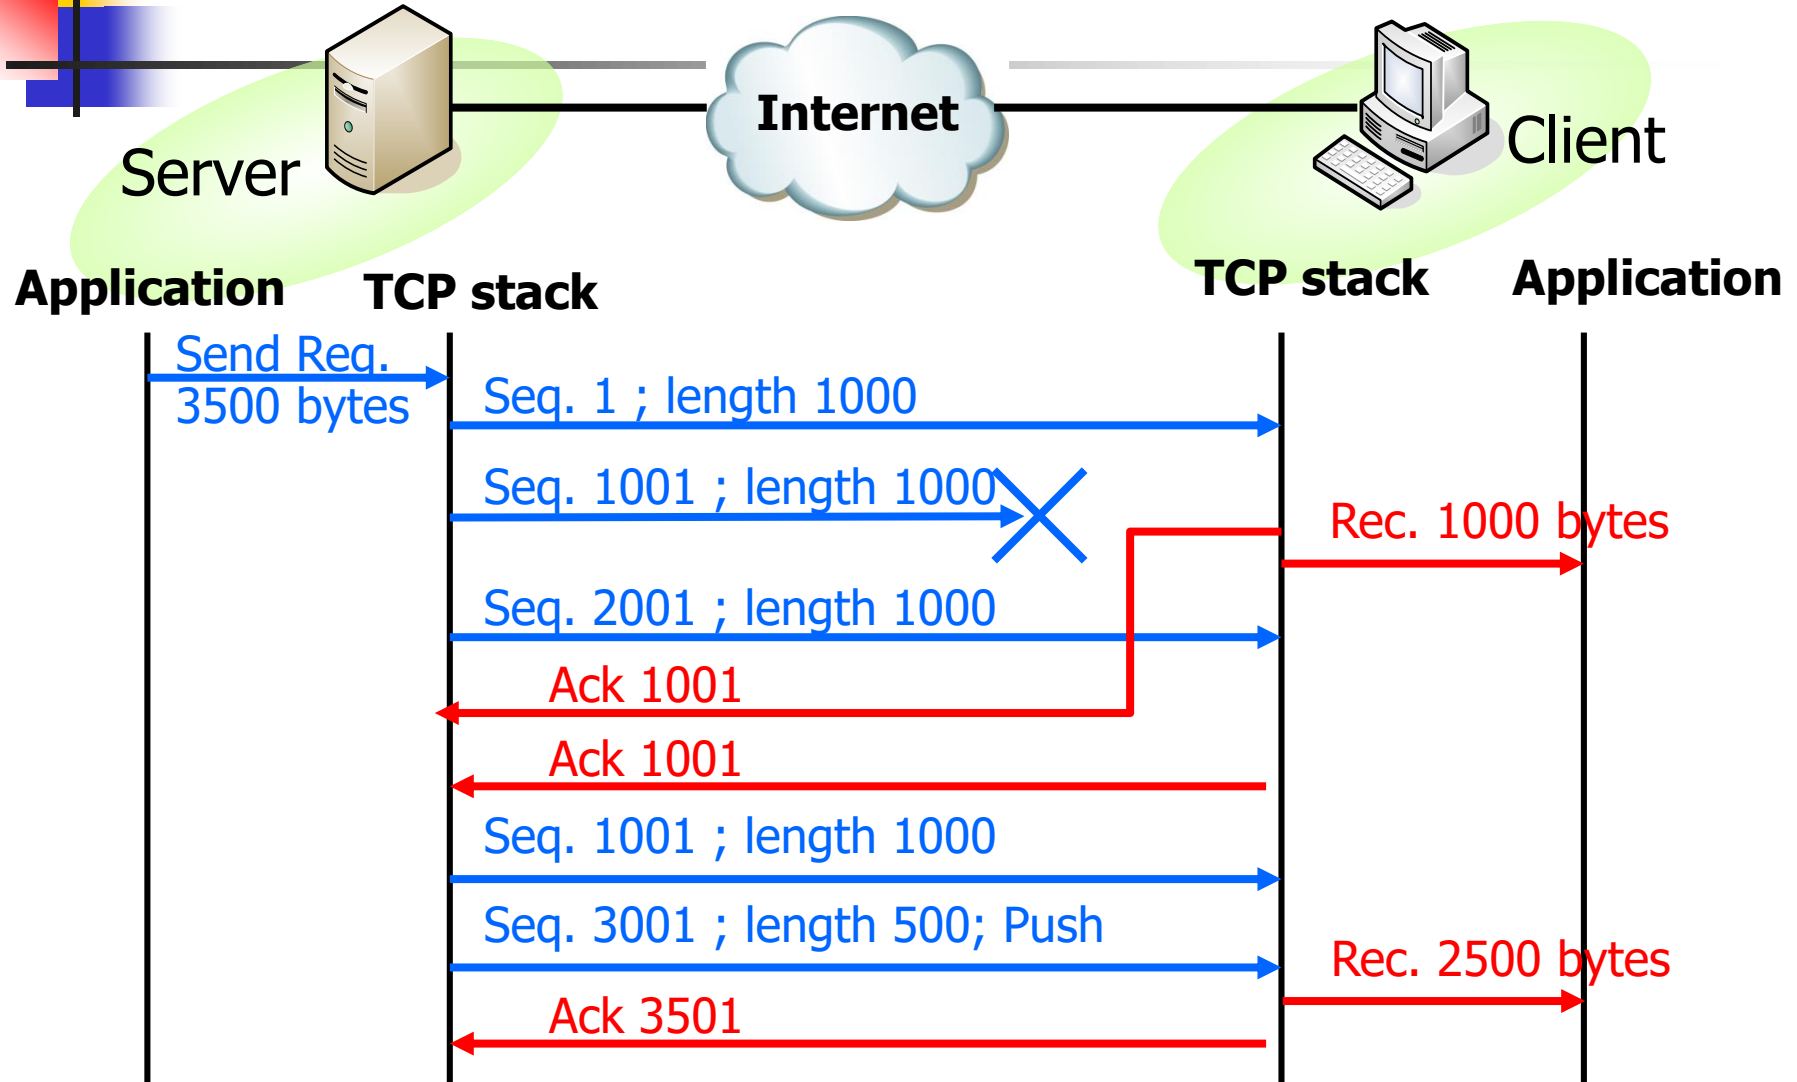 Internet
Server
Client
Application
TCP stack
TCP stack
Application
Send Req.
3500 bytes
Seq. 1 ; length 1000
Seq. 1001 ; length 1000
Rec. 1000 bytes
Seq. 2001 ; length 1000
Ack 1001
Ack 1001
Seq. 1001 ; length 1000
Seq. 3001 ; length 500; Push
Rec. 2500 bytes
Ack 3501